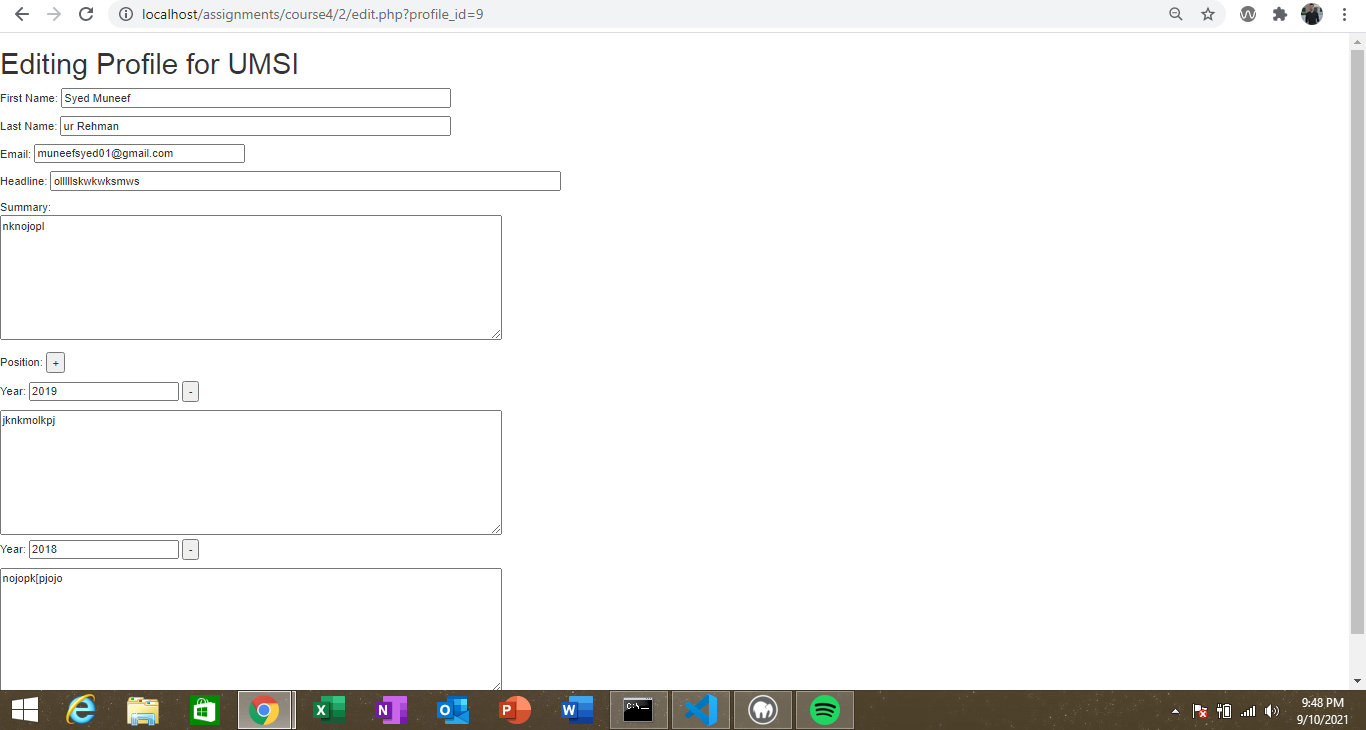 localhost/assignments/course4/2/edit.php?profile_id=9
Editing Profile for UMSI
First Name: Syed Muneef
Last Name: ur Rehman
Email: muneefsyed01@gmail.com
Headline: olllllskwkwksmws
Summary:
nknojopl
Position: +
Year: 2019 -
jknkmolkpj
Year: 2018 -
nojopk[pjojo
9:48 PM
9/10/2021